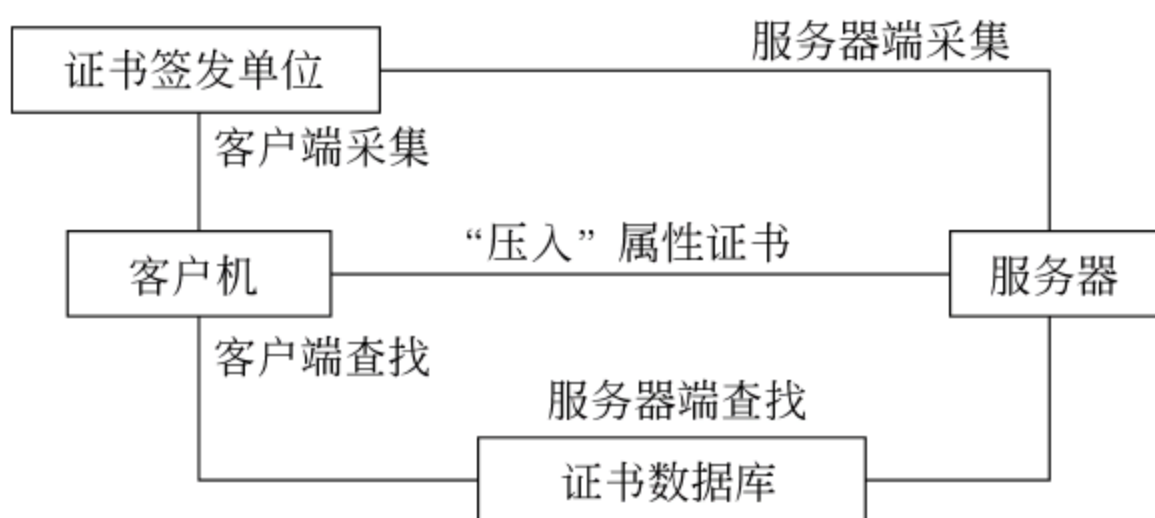 服务器端采集
证书签发单位
客户端采集
“压入”属性证书
客户机
服务器
客户端查找
服务器端查找
证书数据库